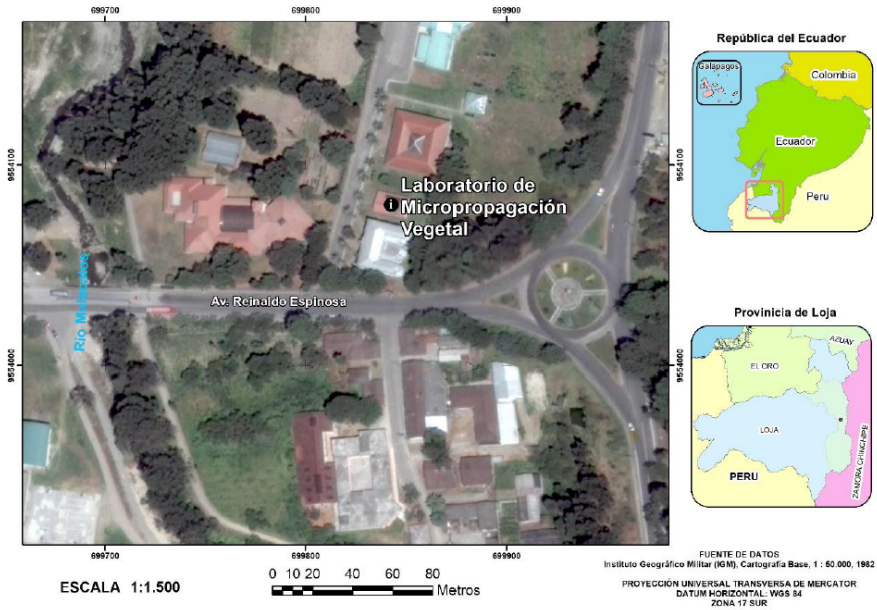 699700
699800
699900
9554100
9554000
Laboratorio de
Micropropagación
Vegetal
i
Av. Reinaldo Espinosa
Río Malacatos
9554100
9554000
699700
699800
699900
ESCALA 1:1.500
0 10 20 40 60 80
Metros
República del Ecuador
Galápagos
Colombia
Ecuador
Peru
Provinicia de Loja
AZUAY
EL ORO
LOJA
ZAMORA CHINCHIPE
PERU
FUENTE DE DATOS
Instituto Geográfico Militar (IGM), Cartografía Base, 1 : 50.000, 1982
PROYECCIÓN UNIVERSAL TRANSVERSA DE MERCATOR
DATUM HORIZONTAL: WGS 84
ZONA 17 SUR